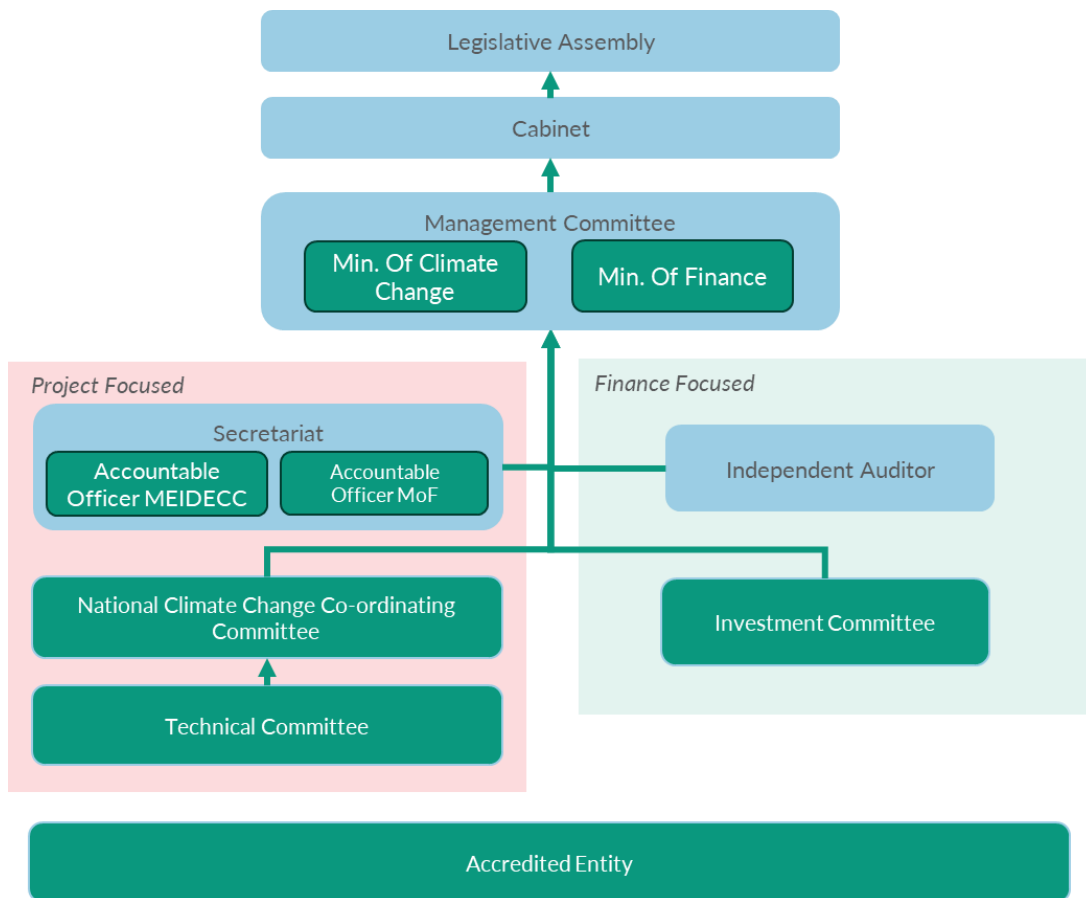 Legislative Assembly
Cabinet
Management Committee
Min. Of Climate
Change
Min. Of Finance
Project Focused
Secretariat
Accountable
Officer MEIDECC
Accountable
Officer MoF
National Climate Change Co-ordinating
Committee
Technical Committee
Finance Focused
Independent Auditor
Investment Committee
Accredited Entity